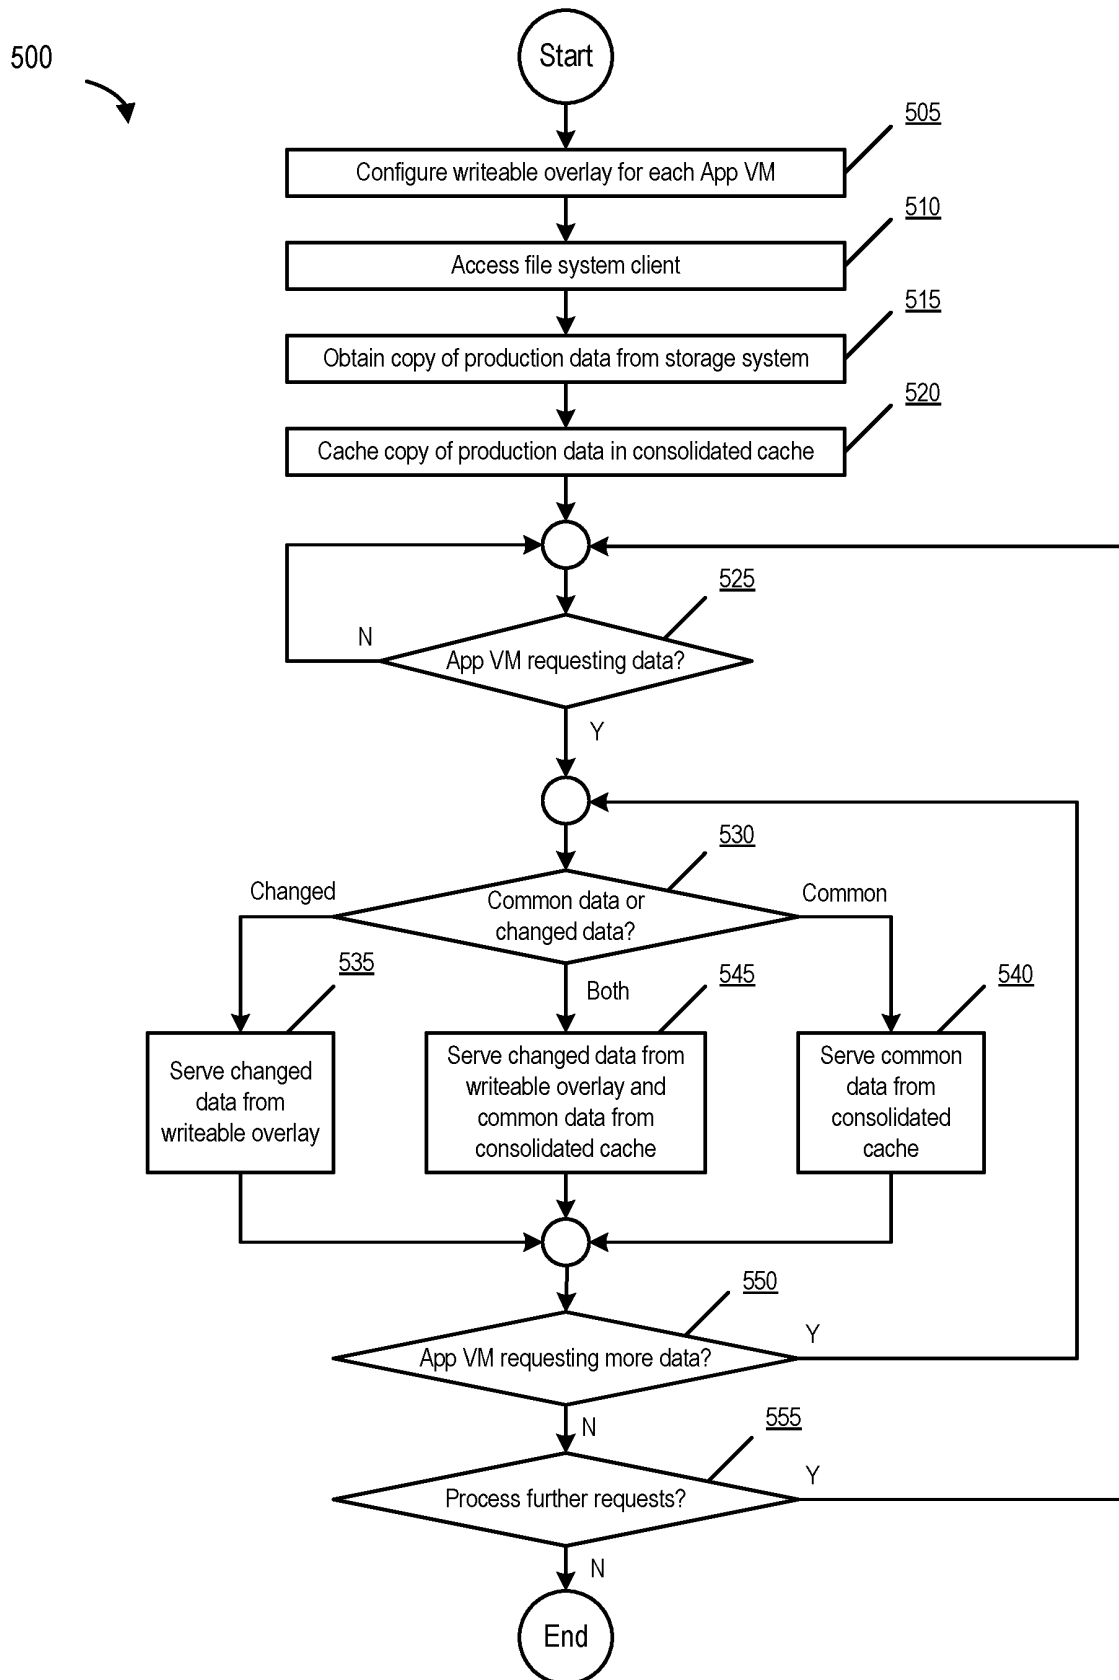 500
Start
505
Configure writeable overlay for each App VM
510
Access file system client
515
Obtain copy of production data from storage system
520
Cache copy of production data in consolidated cache
525
N
App VM requesting data?
Y
530
Changed
Common
Common data or
changed data?
535
545
540
Both
Serve changed
data from
writeable overlay
Serve changed data from
writeable overlay and
common data from
consolidated cache
Serve common
data from
consolidated
cache
550
Y
App VM requesting more data?
N
555
Y
Process further requests?
N
End